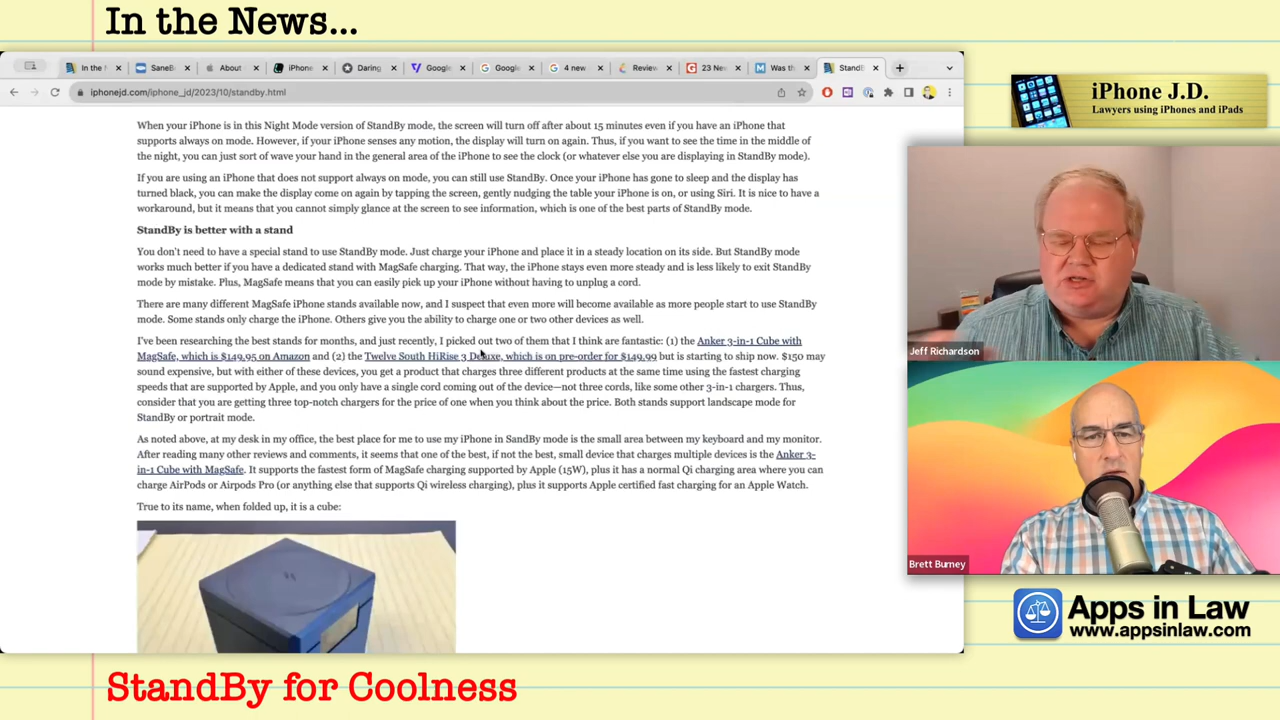 In the News...
In the N
SaneB
About
iPhone
Daring
Google
Google
4 new
Review
23 Nev
Was th
StandB
iphonejd.com/iphone_jd/2023/10/standby.html
iPhone J.D.
Lawyers using iPhones and iPads
When your iPhone is in this Night Mode version of StandBy mode, the screen will turn off after about 15 minutes even if you have an iPhone that
supports always on mode. However, if your iPhone senses any motion, the display will turn on again. Thus, if you want to see the time in the middle of
the night, you can just sort of wave your hand in the general area of the iPhone to see the clock (or whatever else you are displaying in StandBy mode).
If you are using an iPhone that does not support always on mode, you can still use StandBy. Once your iPhone has gone to sleep and the display has
turned black, you can make the display come on again by tapping the screen, gently nudging the table your iPhone is on, or using Siri. It is nice to have a
workaround, but it means that you cannot simply glance at the screen to see information, which is one of the best parts of StandBy mode.
StandBy is better with a stand
You don't need to have a special stand to use StandBy mode. Just charge your iPhone and place it in a steady location on its side. But StandBy mode
works much better if you have a dedicated stand with MagSafe charging. That way, the iPhone stays even more steady and is less likely to exit StandBy
mode by mistake. Plus, MagSafe means that you can easily pick up your iPhone without having to unplug a cord.
There are many different MagSafe iPhone stands available now, and I suspect that even more will become available as more people start to use StandBy
mode. Some stands only charge the iPhone. Others give you the ability to charge one or two other devices as well.
I've been researching the best stands for months, and just recently, I picked out two of them that I think are fantastic: (1) the Anker 3-in-1 Cube with
MagSafe, which is $149.95 on Amazon and (2) the Twelve South HiRise 3 Deluxe, which is on pre-order for $149.99 but is starting to ship now. $150 may
sound expensive, but with either of these devices, you get a product that charges three different products at the same time using the fastest charging
speeds that are supported by Apple, and you only have a single cord coming out of the device—not three cords, like some other 3-in-1 chargers. Thus,
consider that you are getting three top-notch chargers for the price of one when you think about the price. Both stands support landscape mode for
StandBy or portrait mode.
As noted above, at my desk in my office, the best place for me to use my iPhone in SandBy mode is the small area between my keyboard and my monitor.
After reading many other reviews and comments, it seems that one of the best, if not the best, small device that charges multiple devices is the Anker 3-
in-1 Cube with MagSafe. It supports the fastest form of MagSafe charging supported by Apple (15W), plus it has a normal Qi charging area where you can
charge AirPods or Airpods Pro (or anything else that supports Qi wireless charging), plus it supports Apple certified fast charging for an Apple Watch.
True to its name, when folded up, it is a cube:
Jeff Richardson
Brett Burney
Apps in Law
www.appsinlaw.com
StandBy for Coolness